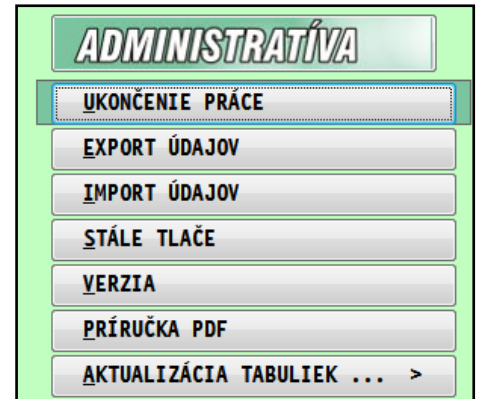 ADMINISTRATÍVA
UKONČENIE PRÁCE
EXPORT ÚDAJOV
IMPORT ÚDAJOV
STÁLE TLAČE
VERZIA
PRÍRUČKA PDF
AKTUALIZÁCIA TABULIEK ... >